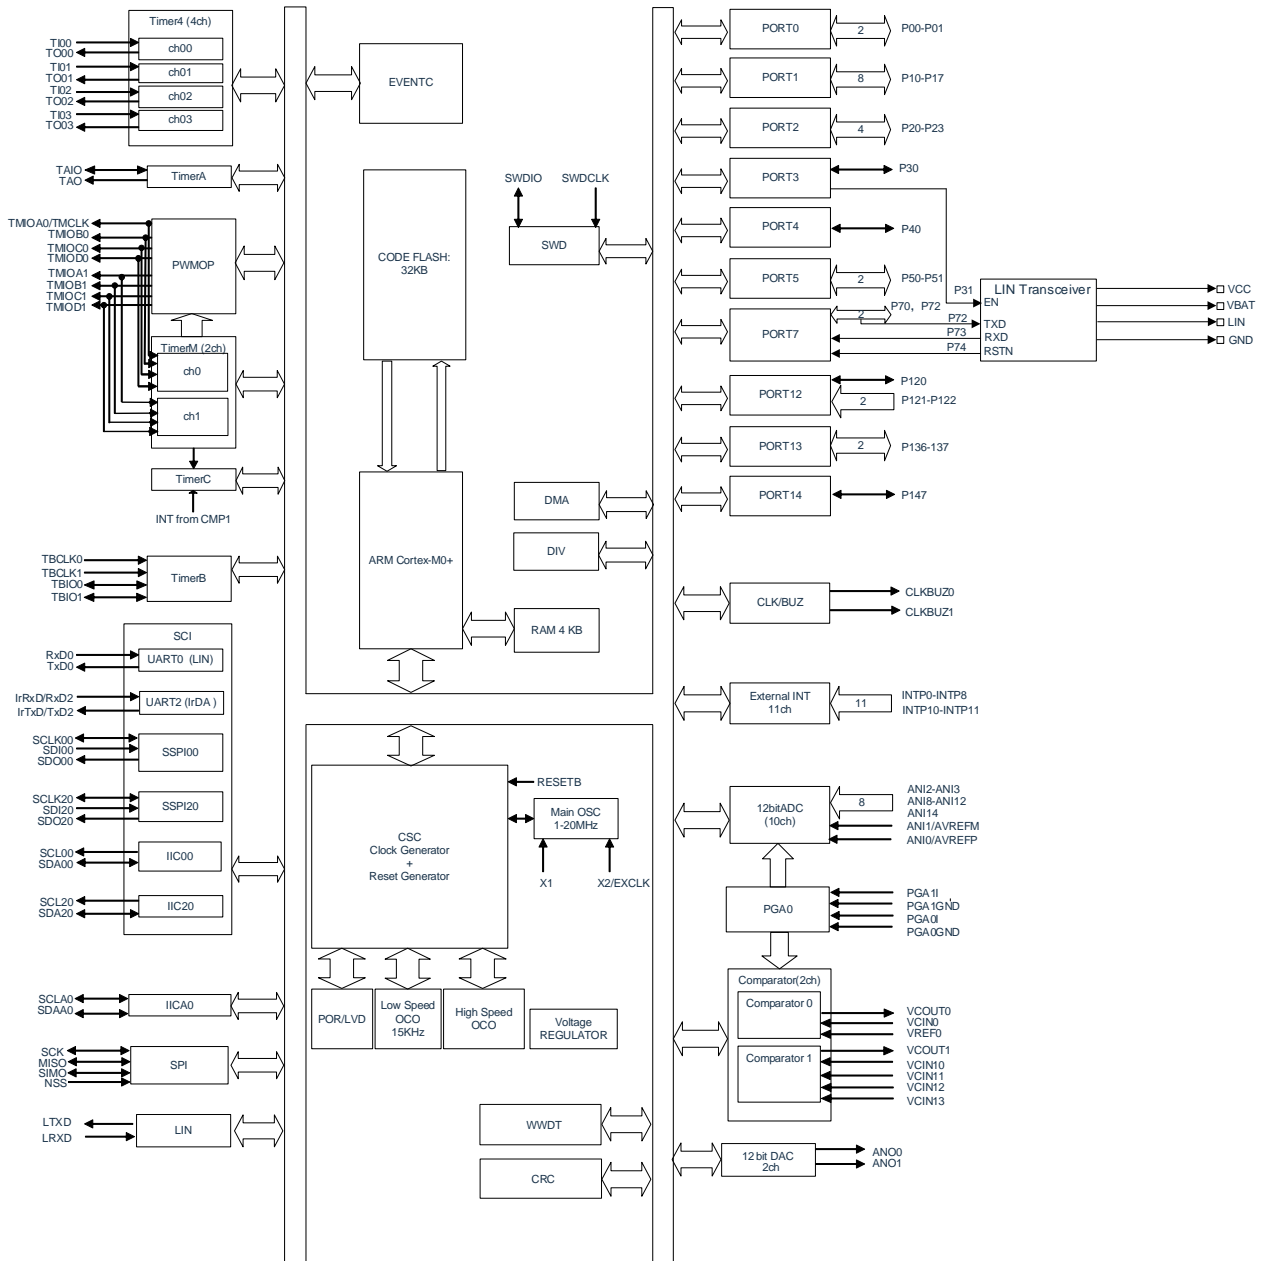 Timer4 (4ch)
TI00
TO00
ch00
TI01
TO01
ch01
TI02
TO02
ch02
TI03
TO03
ch03
TAIO
TAO
TimerA
TMIOA0/TMCLK
TMIOB0
TMIOC0
TMIOD0
TMIOA1
TMIOB1
TMIOC1
TMIOD1
PWMOP
TimerM (2ch)
ch0
ch1
TimerC
INT from CMP1
TBCLK0
TBCLK1
TBIO0
TBIO1
TimerB
SCI
RxD0
TxD0
UART0 (LIN)
IrRxD/RxD2
IrTxD/TxD2
UART2 (IrDA )
SCLK00
SDI00
SDO00
SSPI00
SCLK20
SDI20
SDO20
SSPI20
SCL00
SDA00
IIC00
SCL20
SDA20
IIC20
SCLA0
SDAA0
IICA0
SCK
MISO
SIMO
NSS
SPI
LTXD
LRXD
LIN
EVENTC
CODE FLASH:
32KB
SWDIO
SWDCLK
SWD
ARM Cortex-M0+
DMA
DIV
RAM 4 KB
CSC
Clock Generator
+
Reset Generator
RESETB
Main OSC
1-20MHz
X1
X2/EXCLK
POR/LVD
Low Speed
OCO
15KHz
High Speed
OCO
Voltage
REGULATOR
WWDT
CRC
PORT0
2
P00-P01
PORT1
8
P10-P17
PORT2
4
P20-P23
PORT3
P30
PORT4
P40
PORT5
2
P50-P51
P31
PORT7
2
P70, P72
P72
P73
P74
LIN Transceiver
EN
TXD
RXD
RSTN
VCC
VBAT
LIN
GND
PORT12
P120
2
P121-P122
PORT13
2
P136-137
PORT14
P147
CLK/BUZ
CLKBUZ0
CLKBUZ1
External INT
11ch
11
INTP0-INTP8
INTP10-INTP11
12bitADC
(10ch)
8
ANI2-ANI3
ANI8-ANI12
ANI14
ANI1/AVREFM
ANI0/AVREFP
PGA0
PGA1I
PGA1GND
PGA0I
PGA0GND
Comparator(2ch)
Comparator 0
VCOUT0
VCIN0
VREF0
Comparator 1
VCOUT1
VCIN10
VCIN11
VCIN12
VCIN13
12 bit DAC
2ch
ANO0
ANO1